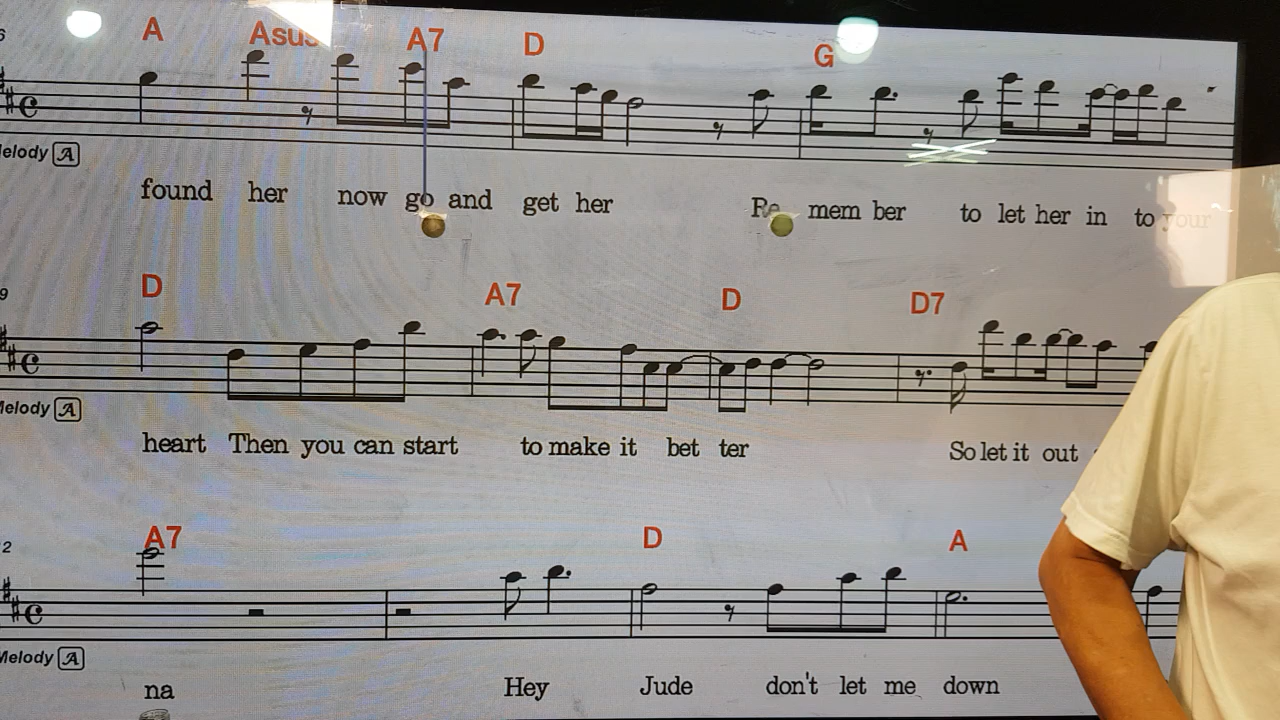 6
A Asus A7 D G
elody A
found her now go and get her Re mem ber to let her in to your
9
D A7 D D7
Melody A
heart Then you can start to make it bet ter So let it out
2
A7 D A
Melody A
na Hey Jude don't let me down